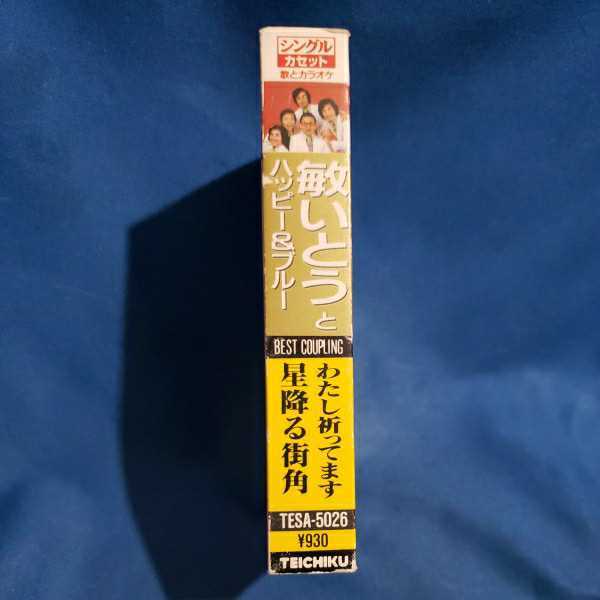 シングル
カセット
歌とカラオケ
敏いとうと
ハッピー&ブルー
BEST COUPLING
わたし祈ってます
星降る街角
TESA-5026
¥930
TEICHIKU